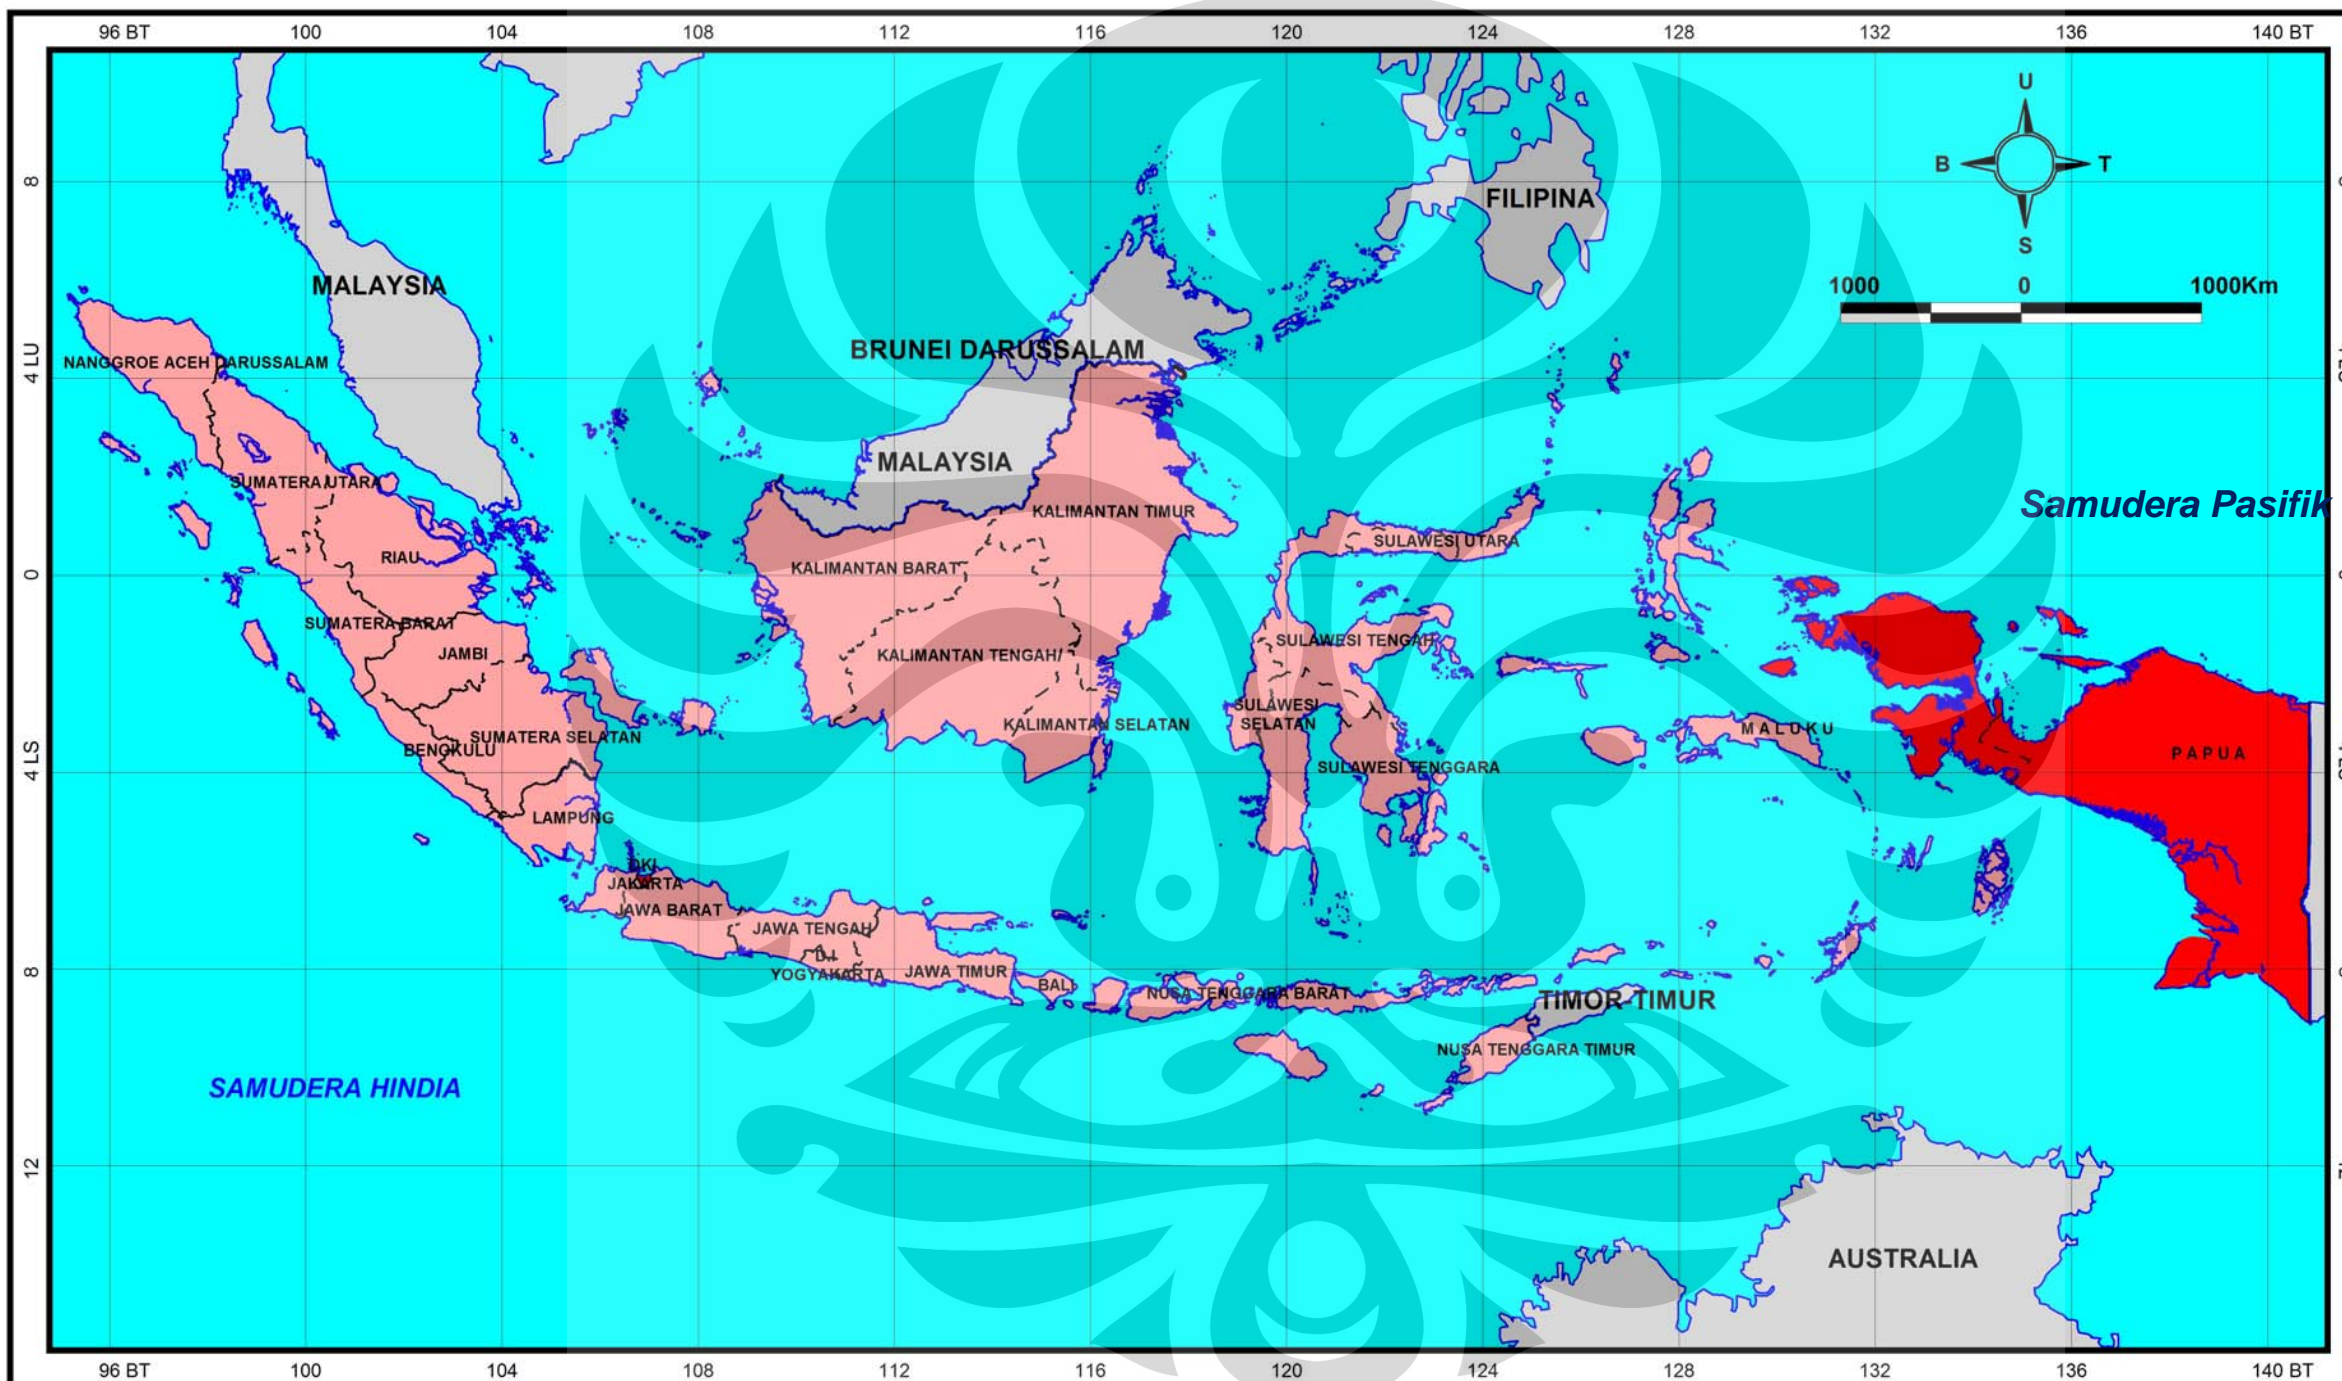 96 BT 100 104 108 112 116 120 124 128 132 136 140 BT
U
8
B T
FILIPINA
S
MALAYSIA
1000 0 1000Km
BRUNEI DARUSSALAM
4 LU
NANGGROE ACEH DARUSSALAM
MALAYSIA
SUMATERA UTARA
Samudera Pasifik
KALIMANTAN TIMUR
SULAWESI UTARA
RIAU
KALIMANTAN BARAT
0
SUMATERA BARAT
SULAWESI TENGAH
JAMBI
KALIMANTAN TENGAH
SULAWESI
SELATAN
KALIMANTAN SELATAN
MALUKU
SUMATERA SELATAN
BENGKULU
PAPUA
4 LS
SULAWESI TENGGARA
LAMPUNG
DKI
JAKARTA
JAWA BARAT
JAWA TENGAH
D.I
YOGYAKARTA
JAWA TIMUR
8
BALI
NUSA TENGGARA BARAT
TIMOR-TIMUR
NUSA TENGGARA TIMUR
SAMUDERA HINDIA
12
AUSTRALIA
96 BT 100 104 108 112 116 120 124 128 132 136 140 BT